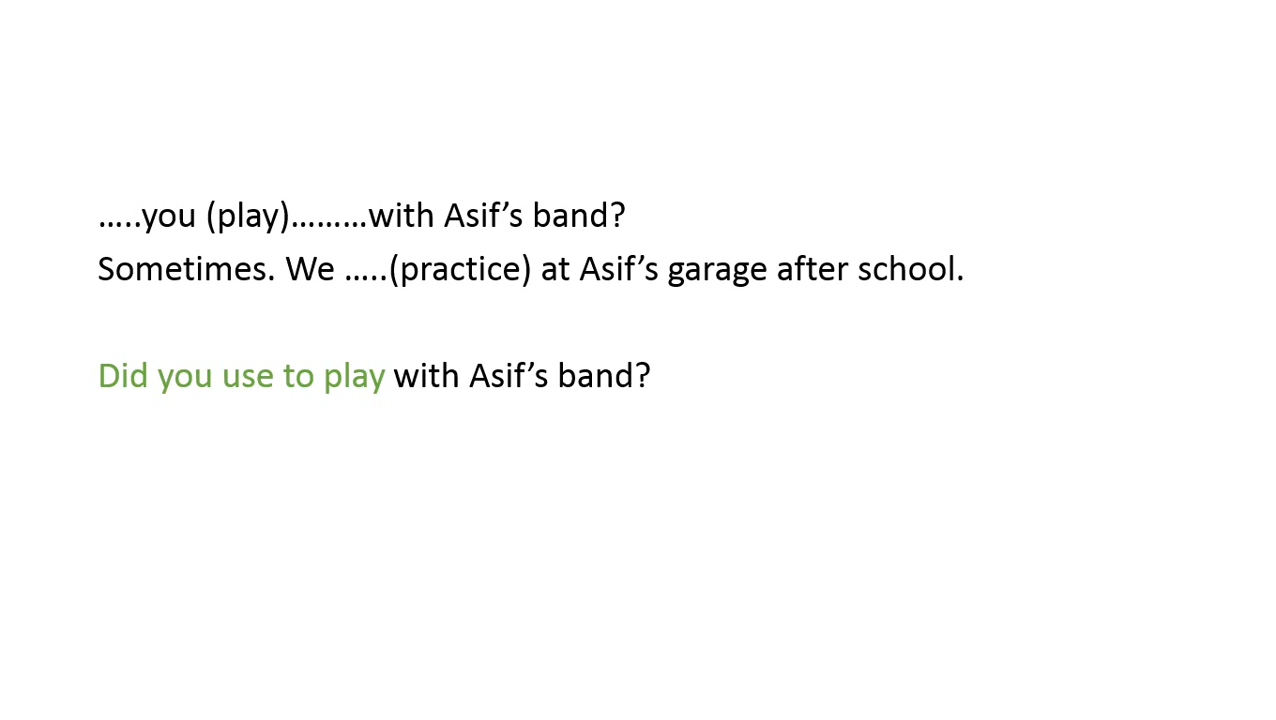 …..you (play)………with Asif’s band?
Sometimes. We …..(practice) at Asif’s garage after school.
Did you use to play with Asif’s band?